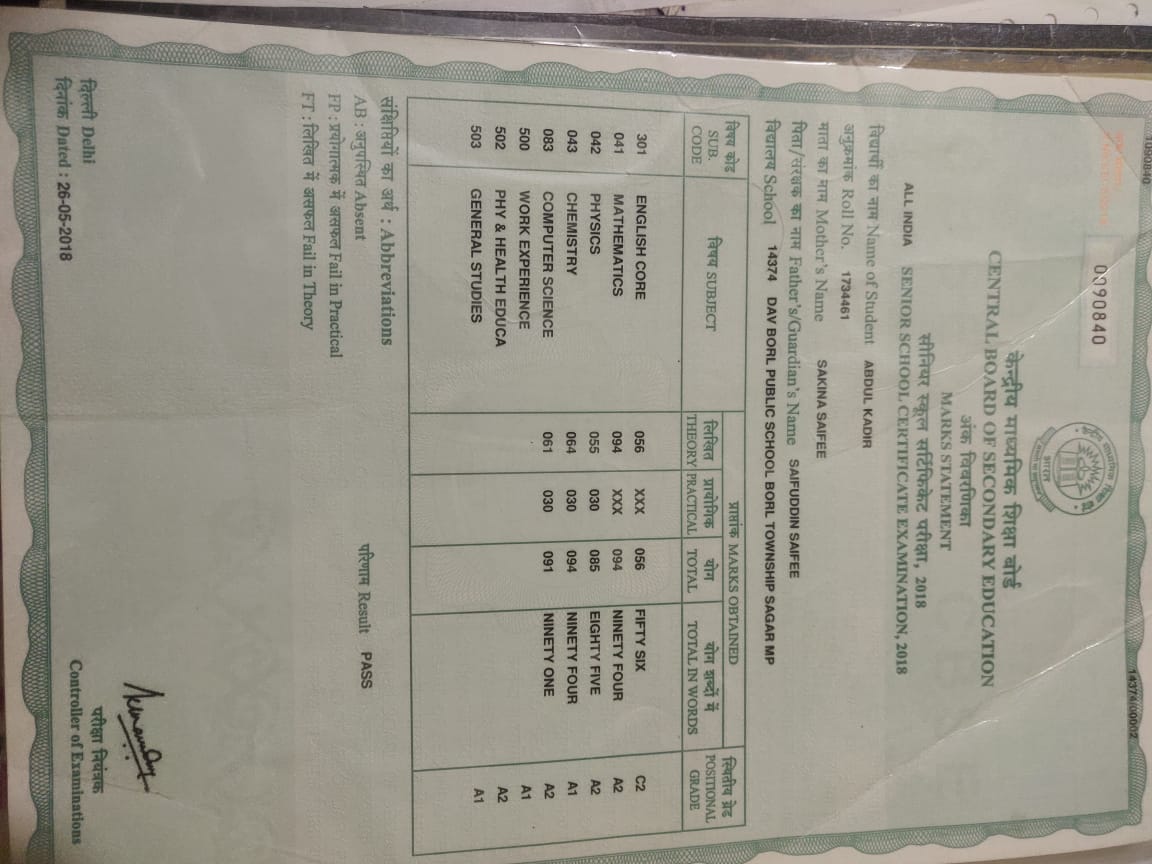 1090840
14374/00002
0090840
केन्द्रीय माध्यमिक शिक्षा बोर्ड
CENTRAL BOARD OF SECONDARY EDUCATION
अंक विवरणिका
MARKS STATEMENT
सीनियर स्कूल सर्टिफिकेट परीक्षा, 2018
ALL INDIA SENIOR SCHOOL CERTIFICATE EXAMINATION, 2018
विद्यार्थी का नाम Name of Student ABDUL KADIR
अनुक्रमांक Roll No. 1734461
माता का नाम Mother's Name SAKINA SAIFEE
पिता/संरक्षक का नाम Father's/Guardian's Name SAIFUDDIN SAIFEE
विद्यालय School 14374 DAV BORL PUBLIC SCHOOL BORL TOWNSHIP SAGAR MP
विषय कोड SUB. CODE विषय SUBJECT प्राप्तांक MARKS OBTAINED स्थितीय ग्रेड POSITIONAL GRADE
लिखित THEORY प्रायोगिक PRACTICAL योग TOTAL योग शब्दों में TOTAL IN WORDS
301 ENGLISH CORE 056 XXX 056 FIFTY SIX C2
041 MATHEMATICS 094 XXX 094 NINETY FOUR A2
042 PHYSICS 055 030 085 EIGHTY FIVE A2
043 CHEMISTRY 064 030 094 NINETY FOUR A1
083 COMPUTER SCIENCE 061 030 091 NINETY ONE A2
500 WORK EXPERIENCE A1
502 PHY & HEALTH EDUCA A2
503 GENERAL STUDIES A1
संक्षिप्तियों का अर्थ : Abbreviations
AB : अनुपस्थित Absent परिणाम Result PASS
FP : प्रयोगात्मक में असफल Fail in Practical
FT : लिखित में असफल Fail in Theory
दिल्ली Delhi परीक्षा नियंत्रक
दिनांक Dated : 26-05-2018 Controller of Examinations